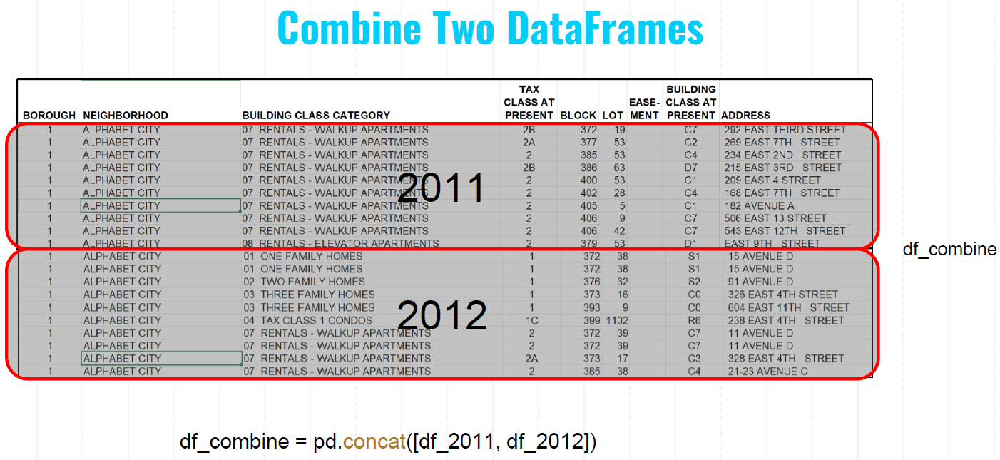 Combine Two DataFrames
BOROUGH NEIGHBORHOOD BUILDING CLASS CATEGORY TAX CLASS AT PRESENT BLOCK LOT EASE-MENT BUILDING CLASS AT PRESENT ADDRESS
1 ALPHABET CITY 07 RENTALS - WALKUP APARTMENTS 2B 372 19 C7 292 EAST THIRD STREET
1 ALPHABET CITY 07 RENTALS - WALKUP APARTMENTS 2A 377 53 C2 269 EAST 7TH STREET
1 ALPHABET CITY 07 RENTALS - WALKUP APARTMENTS 2 385 53 C4 234 EAST 2ND STREET
1 ALPHABET CITY 07 RENTALS - WALKUP APARTMENTS 2B 386 63 D7 215 EAST 3RD STREET
1 ALPHABET CITY 07 RENTALS - WALKUP APARTMENTS 2 400 53 C1 209 EAST 4 STREET
2011
1 ALPHABET CITY 07 RENTALS - WALKUP APARTMENTS 2 402 28 C4 168 EAST 7TH STREET
1 ALPHABET CITY 07 RENTALS - WALKUP APARTMENTS 2 405 5 C1 182 AVENUE A
1 ALPHABET CITY 07 RENTALS - WALKUP APARTMENTS 2 406 9 C7 506 EAST 13 STREET
1 ALPHABET CITY 07 RENTALS - WALKUP APARTMENTS 2 406 42 C7 543 EAST 12TH STREET
1 ALPHABET CITY 08 RENTALS - ELEVATOR APARTMENTS 2 379 53 D1 EAST 9TH STREET
df_combine
1 ALPHABET CITY 01 ONE FAMILY HOMES 1 372 38 S1 15 AVENUE D
1 ALPHABET CITY 01 ONE FAMILY HOMES 1 372 38 S1 15 AVENUE D
1 ALPHABET CITY 02 TWO FAMILY HOMES 1 376 32 S2 91 AVENUE D
1 ALPHABET CITY 03 THREE FAMILY HOMES 1 373 16 C0 326 EAST 4TH STREET
1 ALPHABET CITY 03 THREE FAMILY HOMES 1 393 9 C0 604 EAST 11TH STREET
2012
1 ALPHABET CITY 04 TAX CLASS 1 CONDOS 1C 399 1102 R6 238 EAST 4TH STREET
1 ALPHABET CITY 07 RENTALS - WALKUP APARTMENTS 2 372 39 C7 11 AVENUE D
1 ALPHABET CITY 07 RENTALS - WALKUP APARTMENTS 2 372 39 C7 11 AVENUE D
1 ALPHABET CITY 07 RENTALS - WALKUP APARTMENTS 2A 373 17 C3 328 EAST 4TH STREET
1 ALPHABET CITY 07 RENTALS - WALKUP APARTMENTS 2 385 38 C4 21-23 AVENUE C
df_combine = pd.concat([df_2011, df_2012])